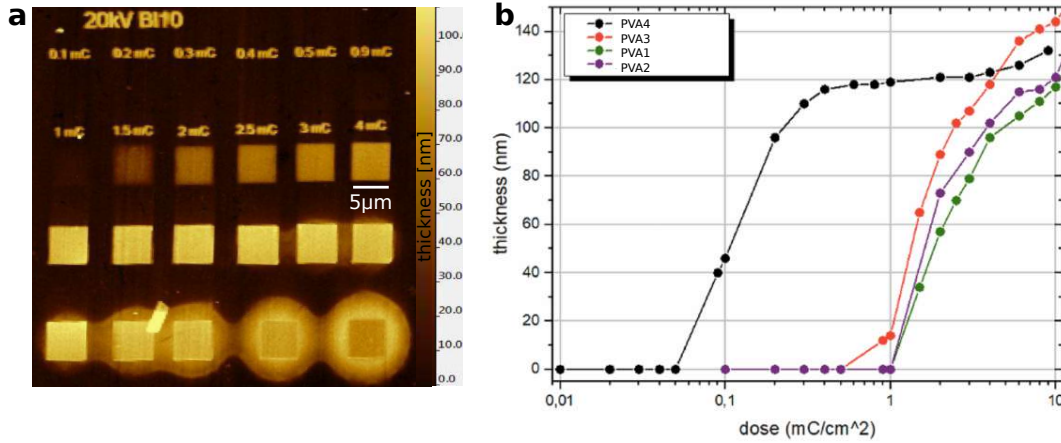 a
20kV Bl10
0.1 mC 0.2 mC 0.3 mC 0.4 mC 0.5 mC 0.9 mC
1 mC 1.5 mC 2 mC 2.5 mC 3 mC 4 mC
5µm
thickness [nm]
100.0
80.0
70.0
60.0
40.0
30.0
20.0
10.0
0.0
b
PVA4
PVA3
PVA1
PVA2
thickness (nm)
140
120
100
80
60
40
20
0
0,01 0,1 1 10
dose (mC/cm^2)